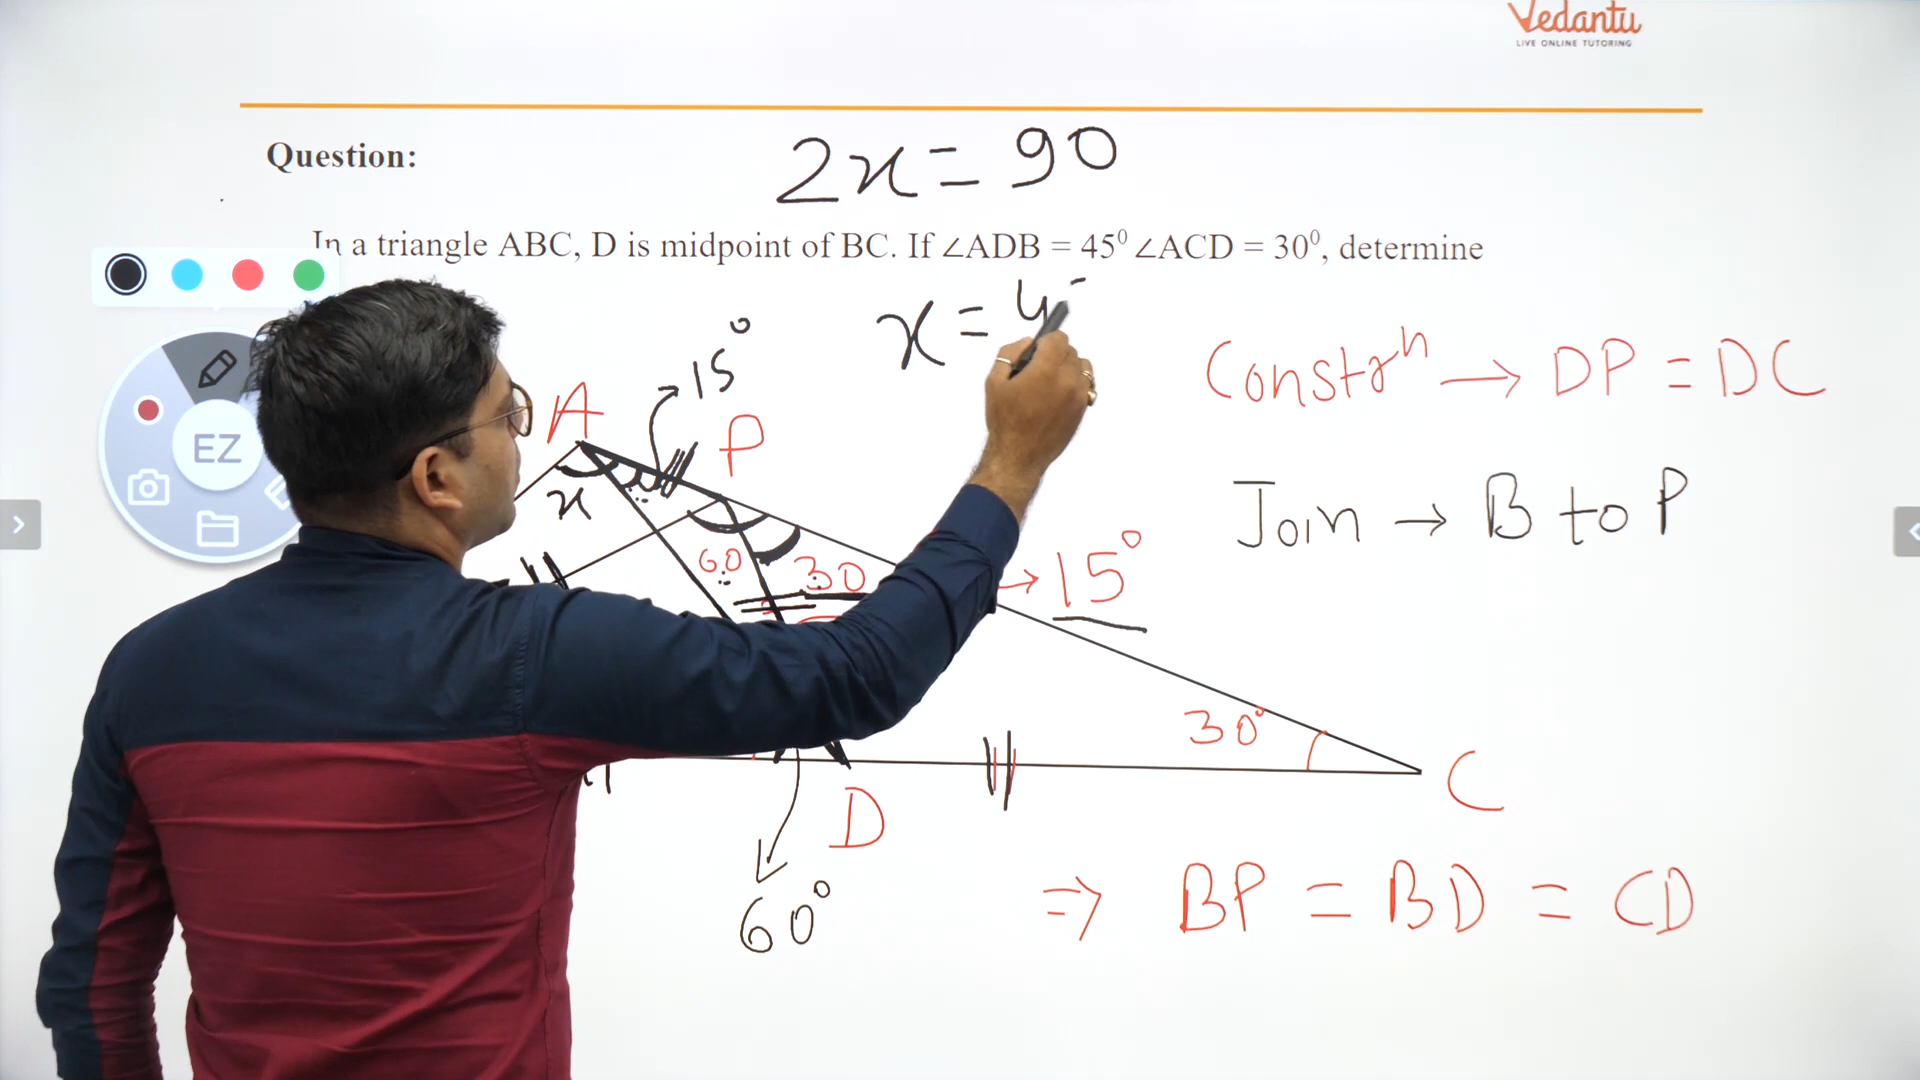 Vedantu
LIVE ONLINE TUTORING
2x = 90
Question:
In a triangle ABC, D is midpoint of BC. If ∠ADB = 45⁰ ∠ACD = 30⁰, determine
x = 4
15°
Constrⁿ → DP = DC
A
P
x
Join → B to P
EZ
60
30
→ 15°
30°
C
D
60°
⇒ BP = BD = CD